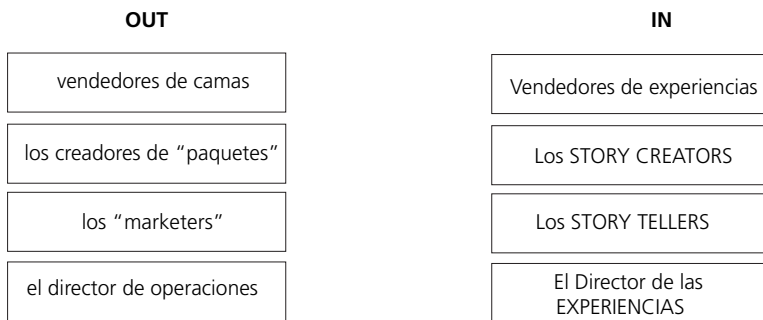 OUT
vendedores de camas
los creadores de “paquetes”
los “marketers”
el director de operaciones
IN
Vendedores de experiencias
Los STORY CREATORS
Los STORY TELLERS
El Director de las
EXPERIENCIAS